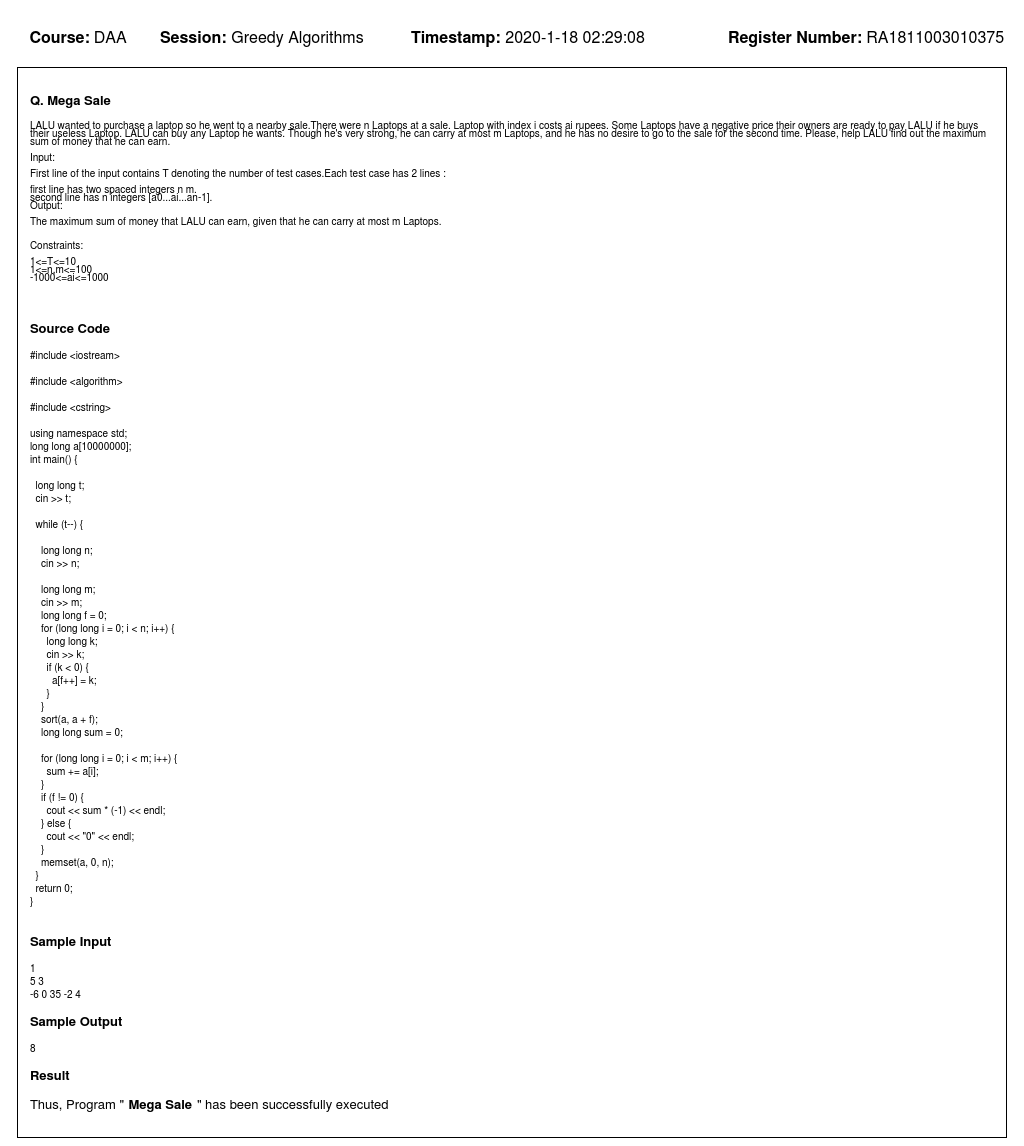 Course: DAA Session: Greedy Algorithms Timestamp: 2020-1-18 02:29:08 Register Number: RA1811003010375
Q. Mega Sale
LALU wanted to purchase a laptop so he went to a nearby sale.There were n Laptops at a sale. Laptop with index i costs ai rupees. Some Laptops have a negative price their owners are ready to pay LALU if he buys
their useless Laptop. LALU can buy any Laptop he wants. Though he's very strong, he can carry at most m Laptops, and he has no desire to go to the sale for the second time. Please, help LALU find out the maximum
sum of money that he can earn.
Input:
First line of the input contains T denoting the number of test cases.Each test case has 2 lines :
first line has two spaced integers n m.
second line has n integers [a0...ai...an-1].
Output:
The maximum sum of money that LALU can earn, given that he can carry at most m Laptops.
Constraints:
1<=T<=10
1<=n,m<=100
-1000<=ai<=1000
Source Code
#include <iostream>
#include <algorithm>
#include <cstring>
using namespace std;
long long a[10000000];
int main() {
long long t;
cin >> t;
while (t--) {
long long n;
cin >> n;
long long m;
cin >> m;
long long f = 0;
for (long long i = 0; i < n; i++) {
long long k;
cin >> k;
if (k < 0) {
a[f++] = k;
}
}
sort(a, a + f);
long long sum = 0;
for (long long i = 0; i < m; i++) {
sum += a[i];
}
if (f != 0) {
cout << sum * (-1) << endl;
} else {
cout << "0" << endl;
}
memset(a, 0, n);
}
return 0;
}
Sample Input
1
5 3
-6 0 35 -2 4
Sample Output
8
Result
Thus, Program " Mega Sale " has been successfully executed